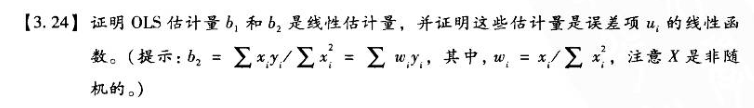 【3.24】 证明 OLS 估计量 b₁ 和 b₂ 是线性估计量，并证明这些估计量是误差项 uᵢ 的线性函
数。（提示：b₂ = ∑ xᵢyᵢ/∑ xᵢ² = ∑ wᵢyᵢ，其中，wᵢ = xᵢ/∑ xᵢ²，注意 X 是非随
机的。）